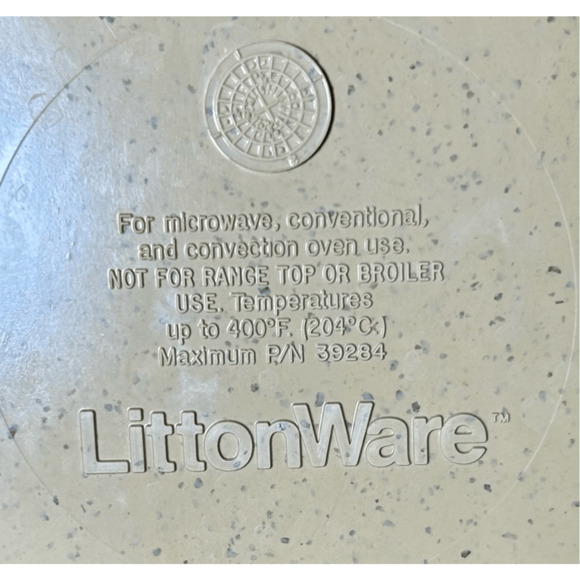 For microwave, conventional,
and convection oven use.
NOT FOR RANGE TOP OR BROILER
USE. Temperatures
up to 400°F. (204°C.)
Maximum P/N 39284
LittonWare™